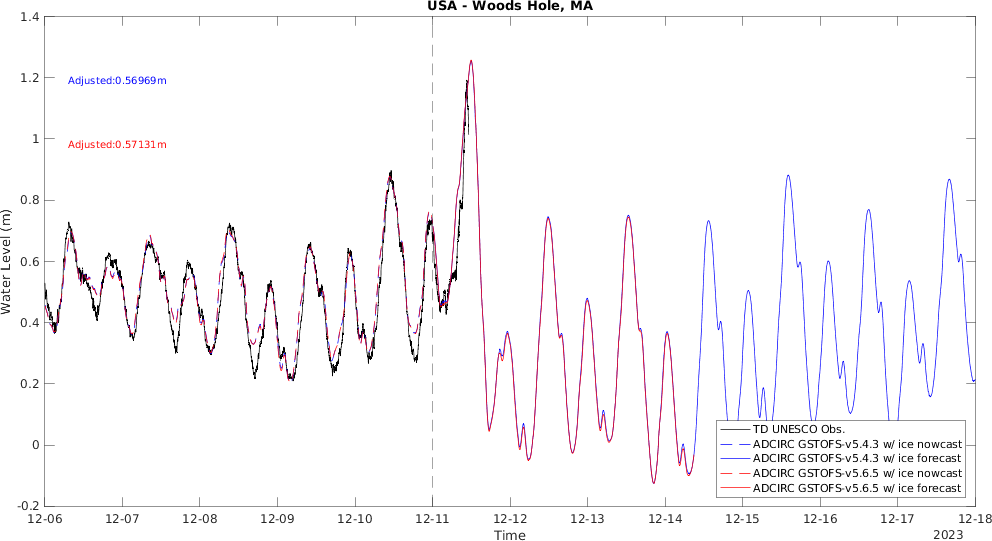 USA - Woods Hole, MA
1.4
1.2
1
0.8
0.6
0.4
0.2
0
-0.2
Water Level (m)
Adjusted:0.56969m
Adjusted:0.57131m
TD UNESCO Obs.
ADCIRC GSTOFS-v5.4.3 w/ ice nowcast
ADCIRC GSTOFS-v5.4.3 w/ ice forecast
ADCIRC GSTOFS-v5.6.5 w/ ice nowcast
ADCIRC GSTOFS-v5.6.5 w/ ice forecast
12-06 12-07 12-08 12-09 12-10 12-11 12-12 12-13 12-14 12-15 12-16 12-17 12-18
Time
2023